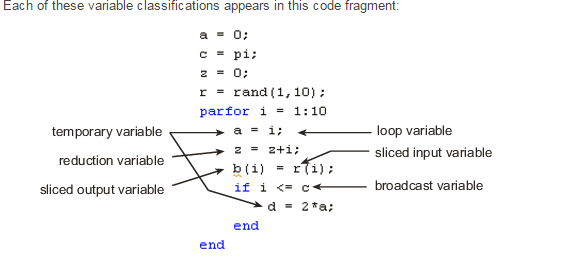 Each of these variable classifications appears in this code fragment:
a = 0;
c = pi;
z = 0;
r = rand(1,10);
parfor i = 1:10
temporary variable a = i; loop variable
reduction variable z = z+i; sliced input variable
sliced output variable b(i) = r(i);
if i <= c broadcast variable
d = 2*a;
end
end